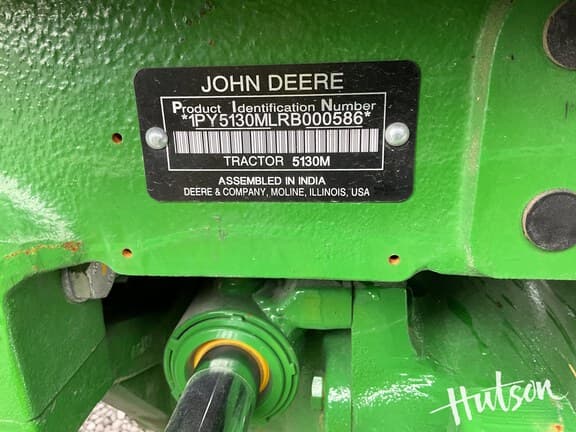 JOHN DEERE
Product Identification Number
*1PY5130MLRB000586*
TRACTOR 5130M
ASSEMBLED IN INDIA
DEERE & COMPANY, MOLINE, ILLINOIS, USA
Hutson